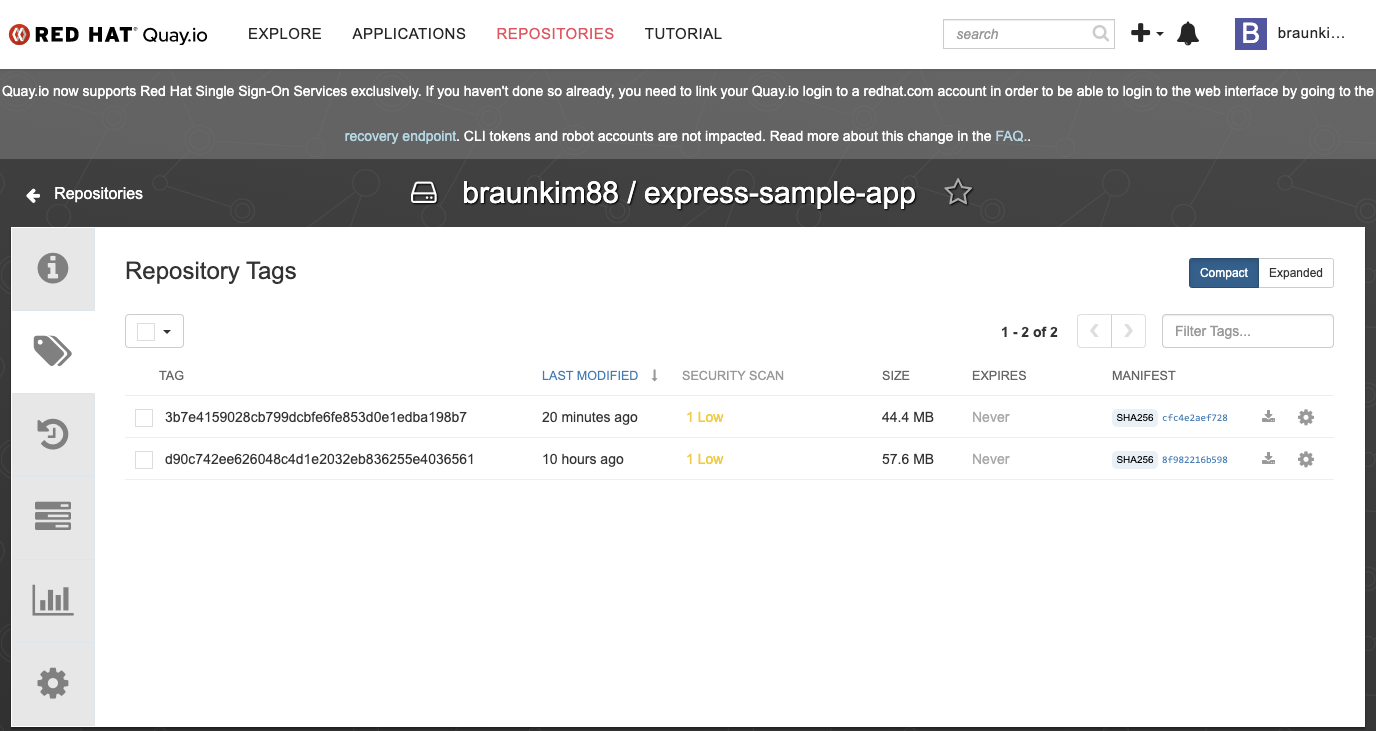 RED HAT Quay.io EXPLORE APPLICATIONS REPOSITORIES TUTORIAL search B braunki...
Quay.io now supports Red Hat Single Sign-On Services exclusively. If you haven't done so already, you need to link your Quay.io login to a redhat.com account in order to be able to login to the web interface by going to the
recovery endpoint. CLI tokens and robot accounts are not impacted. Read more about this change in the FAQ..
Repositories braunkim88 / express-sample-app
Repository Tags Compact Expanded
1 - 2 of 2 Filter Tags...
TAG LAST MODIFIED SECURITY SCAN SIZE EXPIRES MANIFEST
3b7e4159028cb799dcbfe6fe853d0e1edba198b7 20 minutes ago 1 Low 44.4 MB Never SHA256 cfc4e2aef728
d90c742ee626048c4d1e2032eb836255e4036561 10 hours ago 1 Low 57.6 MB Never SHA256 8f982216b598